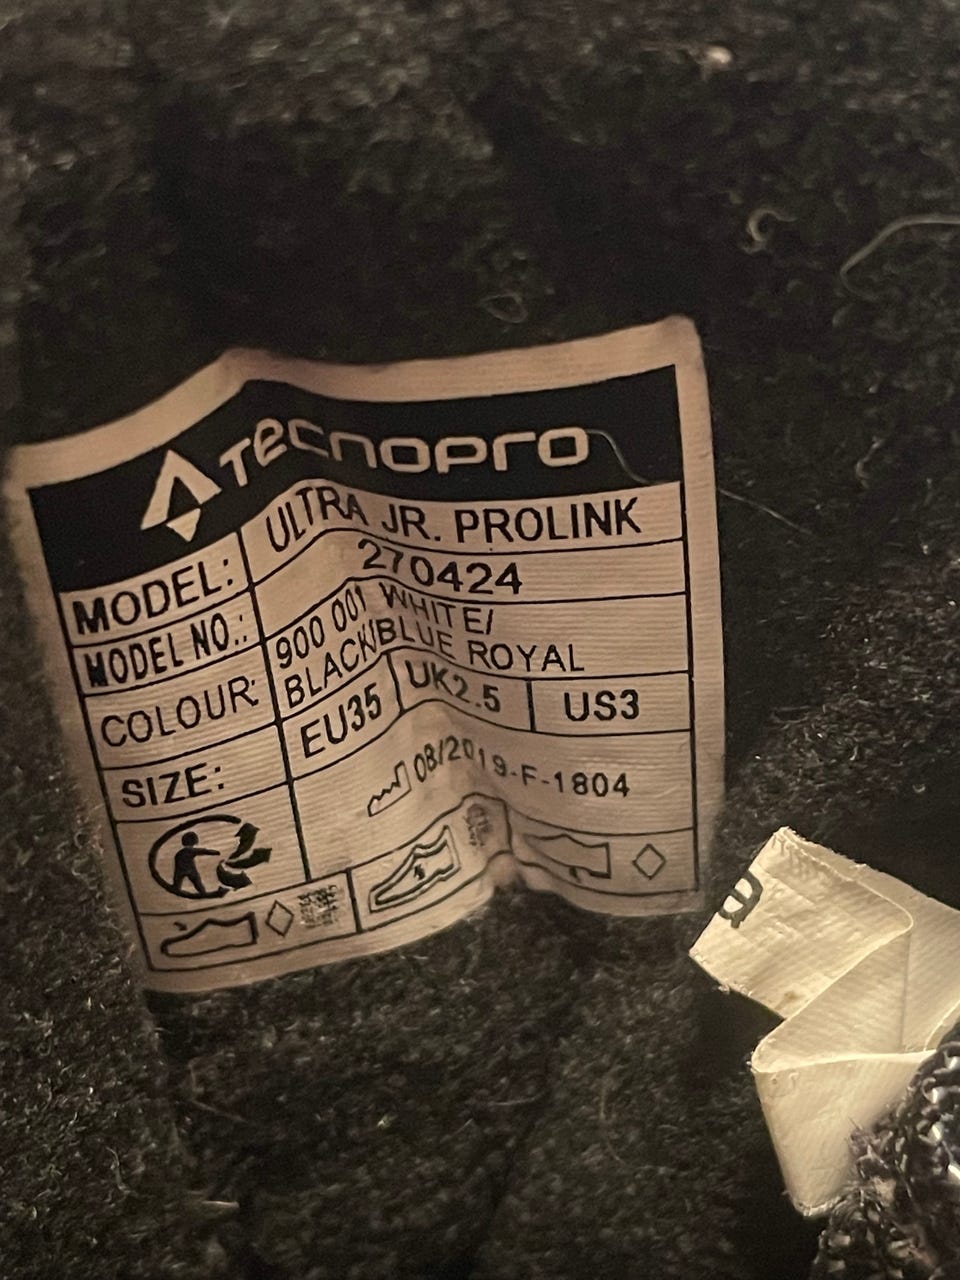 TECNOPRO
MODEL: ULTRA JR. PROLINK
MODEL NO.: 270424
COLOUR: 900 001 WHITE/
BLACK/BLUE ROYAL
SIZE: EU35 UK2.5 US3
08/2019-F-1804